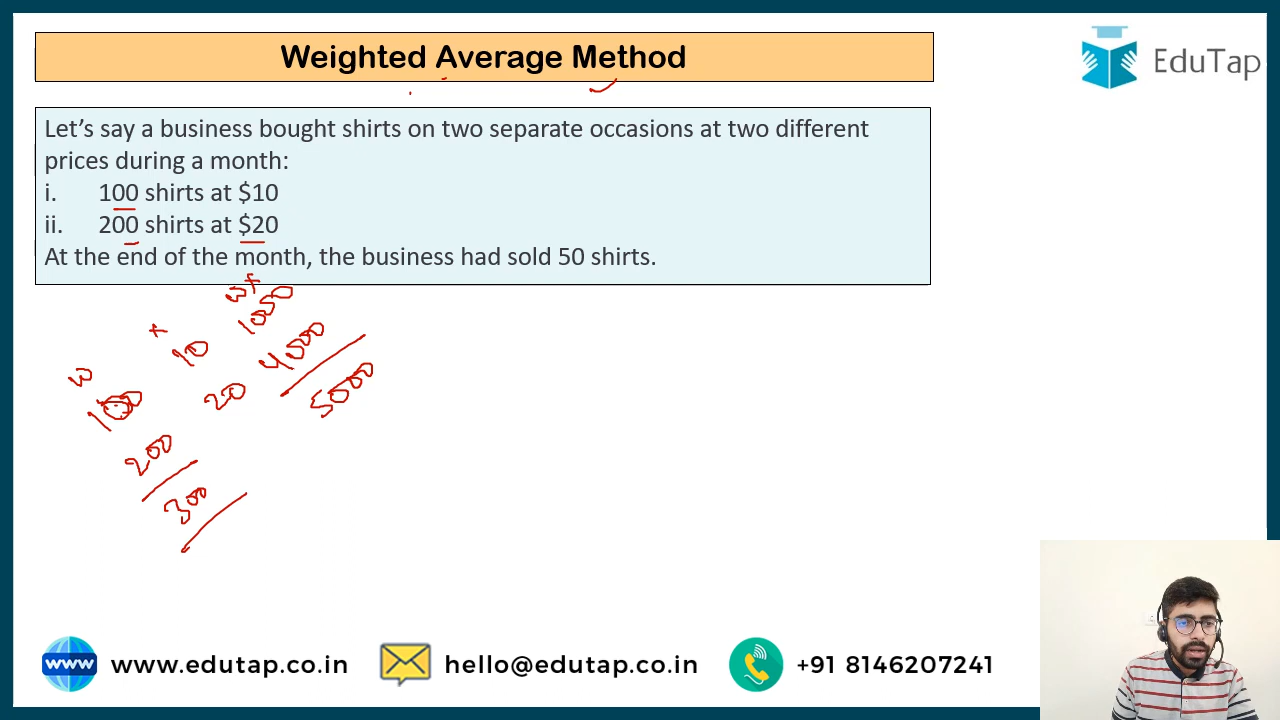 Weighted Average Method
EduTap
Let's say a business bought shirts on two separate occasions at two different
prices during a month:
i. 100 shirts at $10
ii. 200 shirts at $20
At the end of the month, the business had sold 50 shirts.
w x wx
100 10 1000
200 20 4000
300 5000
www www.edutap.co.in hello@edutap.co.in +91 8146207241